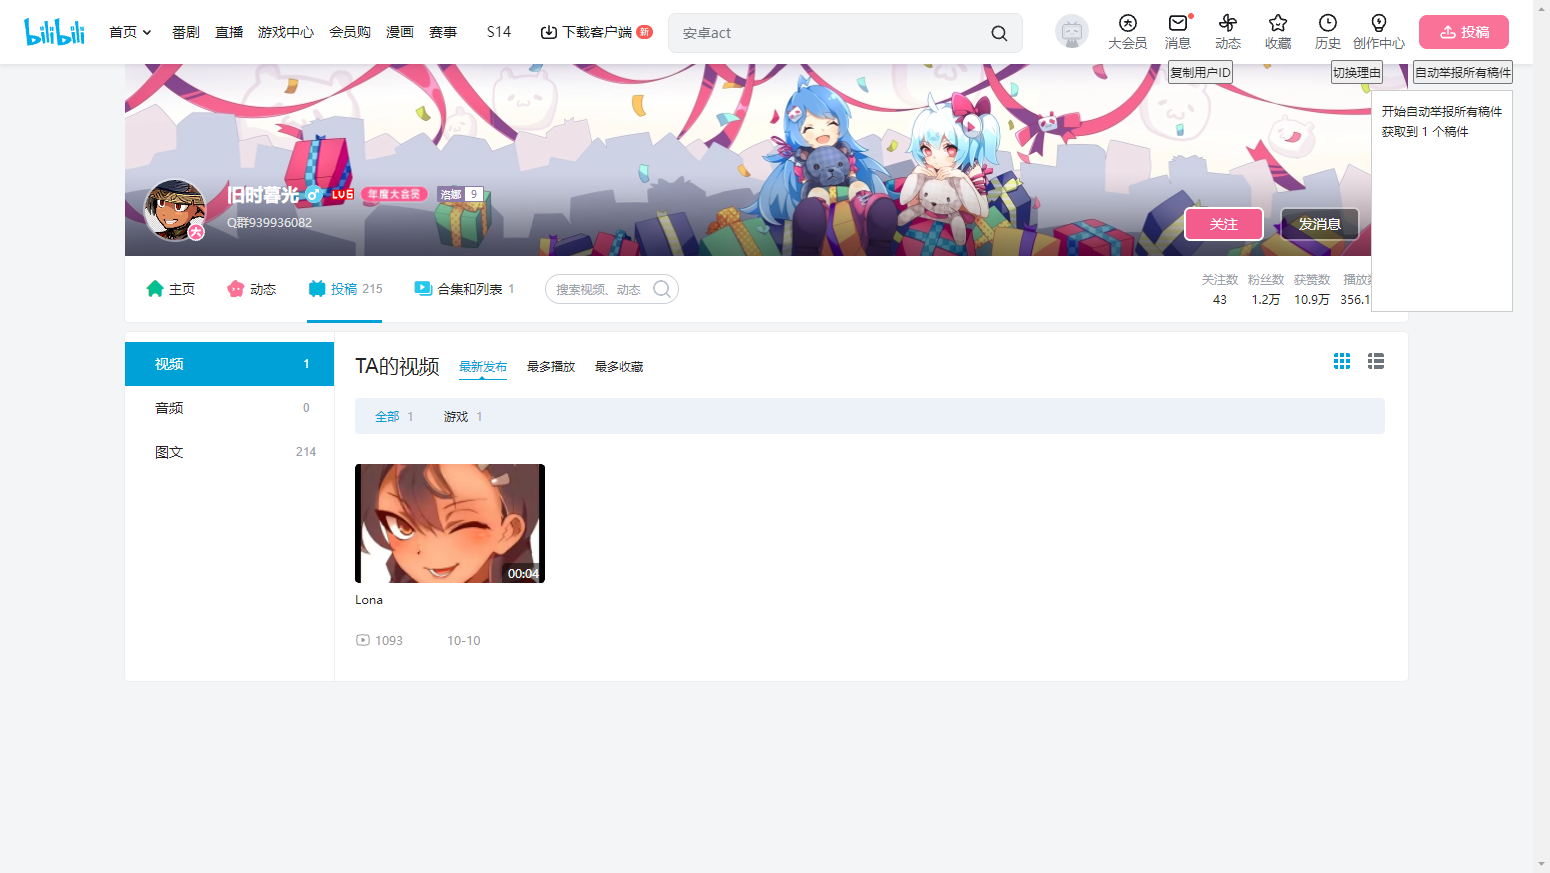 bilibili
首页
番剧
直播
游戏中心
会员购
漫画
赛事
S14
下载客户端
新
安卓act
大会员
消息
动态
收藏
历史
创作中心
投稿
复制用户ID
切换理由
自动举报所有稿件
开始自动举报所有稿件
获取到 1 个稿件
旧时暮光
LV6
年度大会员
洛娜 9
Q群939936082
大
关注
发消息
主页
动态
投稿 215
合集和列表 1
搜索视频、动态
关注数 粉丝数 获赞数 播放
43 1.2万 10.9万 356.1
视频 1
音频 0
图文 214
TA的视频
最新发布
最多播放
最多收藏
全部 1
游戏 1
00:04
Lona
1093
10-10